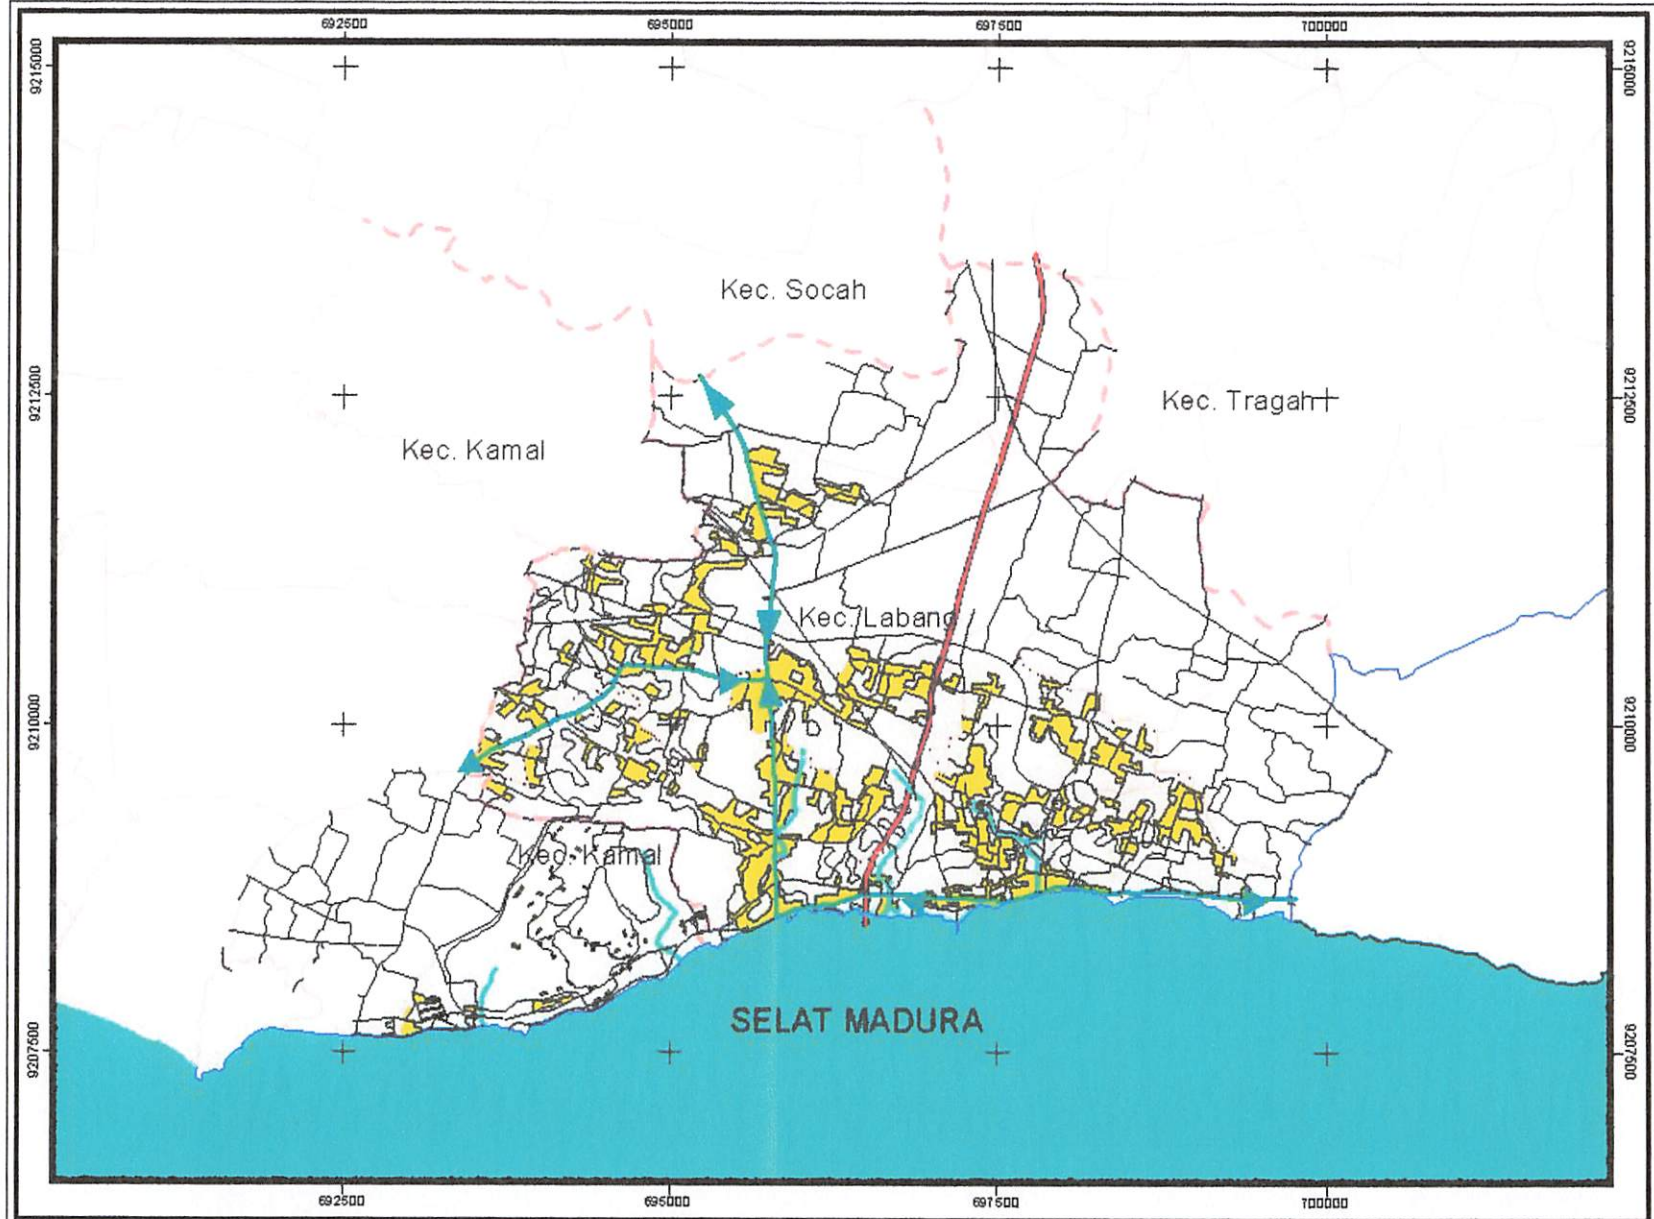 692500 695000 697500 700000
9215000 9215000
Kec. Socah
9212500 Kec. Tragah 9212500
Kec. Kamal
Kec. Labang
9210000 9210000
Kec. Kamal
SELAT MADURA
9207500 9207500
692500 695000 697500 700000